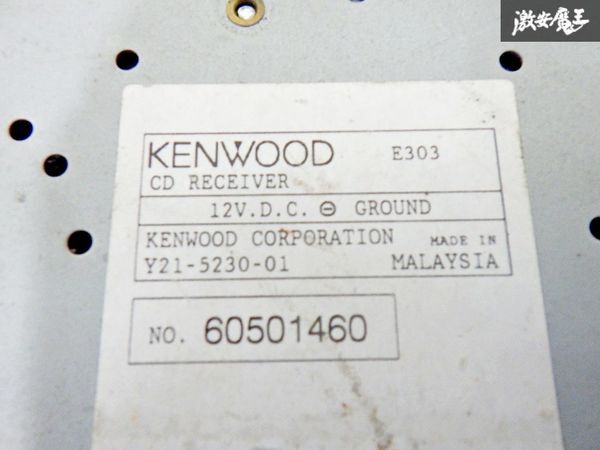 激安魔王
KENWOOD E303
CD RECEIVER
12V.D.C. ⊖ GROUND
KENWOOD CORPORATION MADE IN
Y21-5230-01 MALAYSIA
NO. 60501460